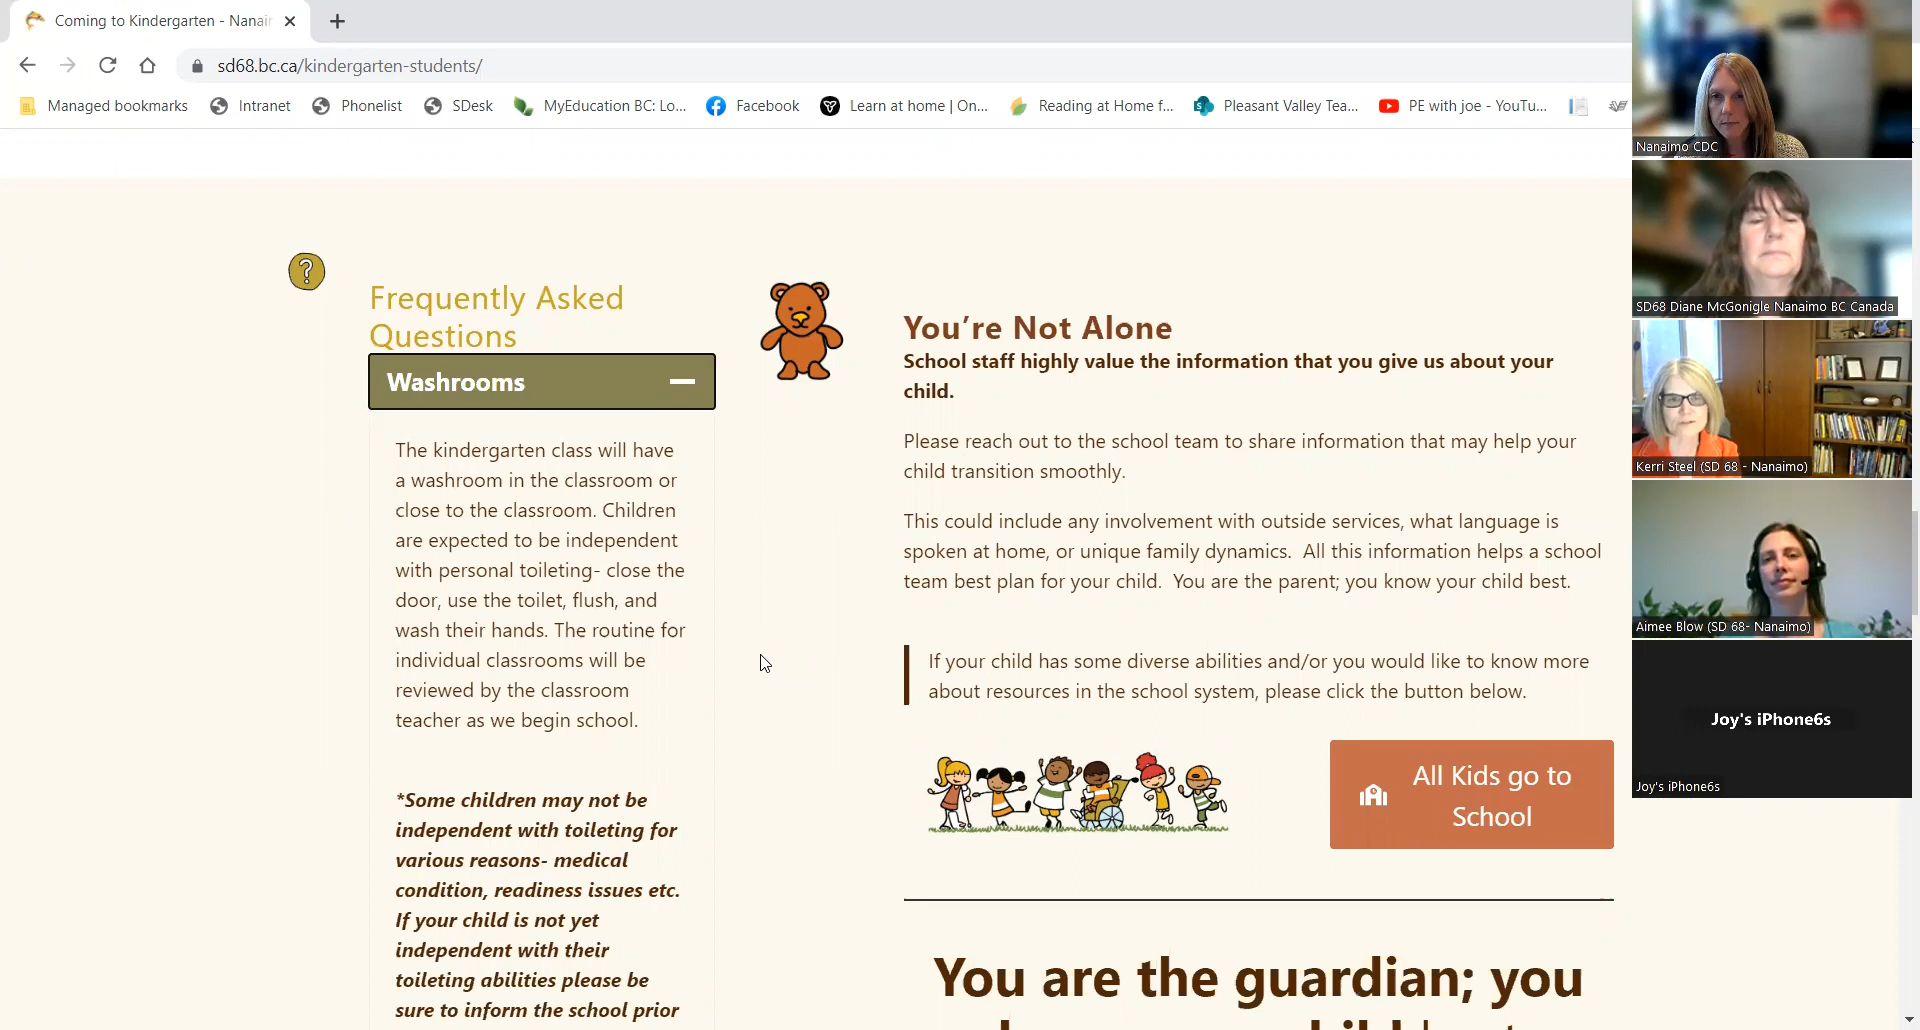 Coming to Kindergarten - Nanai
sd68.bc.ca/kindergarten-students/
Managed bookmarks
Intranet
Phonelist
SDesk
MyEducation BC: Lo...
Facebook
Learn at home | On...
Reading at Home f...
Pleasant Valley Tea...
PE with joe - YouTu...
?
Frequently Asked
Questions
Washrooms
The kindergarten class will have
a washroom in the classroom or
close to the classroom. Children
are expected to be independent
with personal toileting- close the
door, use the toilet, flush, and
wash their hands. The routine for
individual classrooms will be
reviewed by the classroom
teacher as we begin school.
*Some children may not be
independent with toileting for
various reasons- medical
condition, readiness issues etc.
If your child is not yet
independent with their
toileting abilities please be
sure to inform the school prior
You’re Not Alone
School staff highly value the information that you give us about your
child.
Please reach out to the school team to share information that may help your
child transition smoothly.
This could include any involvement with outside services, what language is
spoken at home, or unique family dynamics.  All this information helps a school
team best plan for your child.  You are the parent; you know your child best.
If your child has some diverse abilities and/or you would like to know more
about resources in the school system, please click the button below.
All Kids go to
School
You are the guardian; you
Nanaimo CDC
SD68 Diane McGonigle Nanaimo BC Canada
Kerri Steel (SD 68 - Nanaimo)
Aimee Blow (SD 68- Nanaimo)
Joy's iPhone6s
Joy's iPhone6s